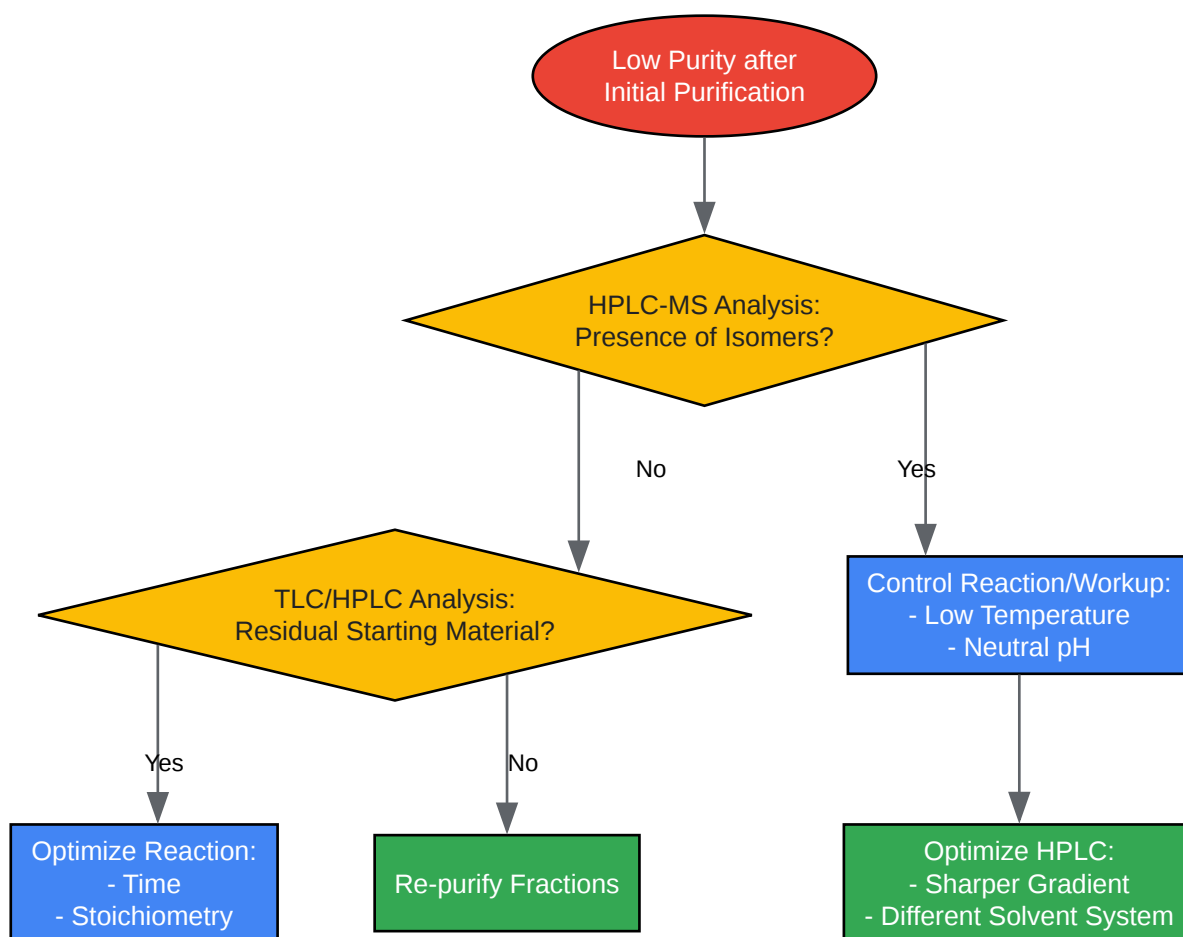 Low Purity after
Initial Purification
HPLC-MS Analysis:
Presence of Isomers?
No
Yes
TLC/HPLC Analysis:
Residual Starting Material?
Control Reaction/Workup:
- Low Temperature
- Neutral pH
Yes
No
Optimize Reaction:
- Time
- Stoichiometry
Re-purify Fractions
Optimize HPLC:
- Sharper Gradient
- Different Solvent System